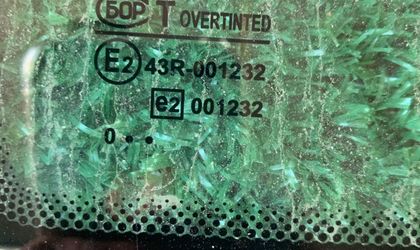 БОР T OVERTINTED
E2 43R-001232
e2 001232
0 ● ●